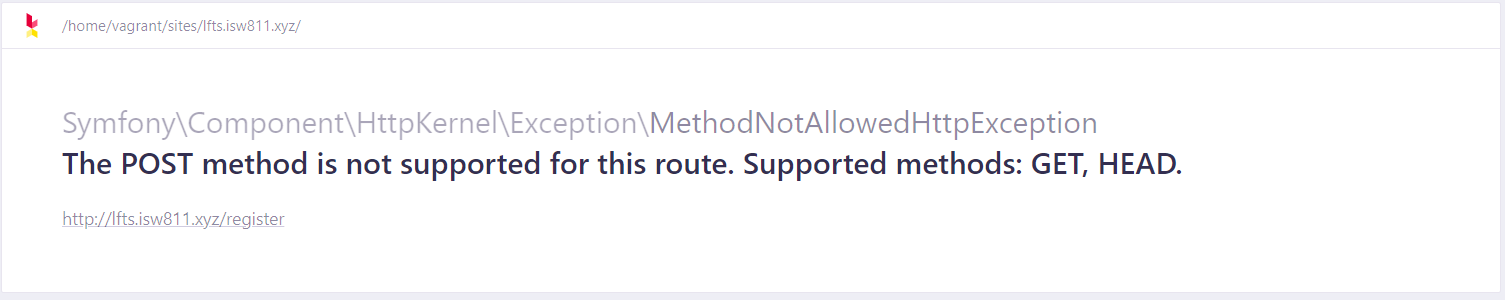 /home/vagrant/sites/lfts.isw811.xyz/
Symfony\Component\HttpKernel\Exception\MethodNotAllowedHttpException
The POST method is not supported for this route. Supported methods: GET, HEAD.
http://lfts.isw811.xyz/register